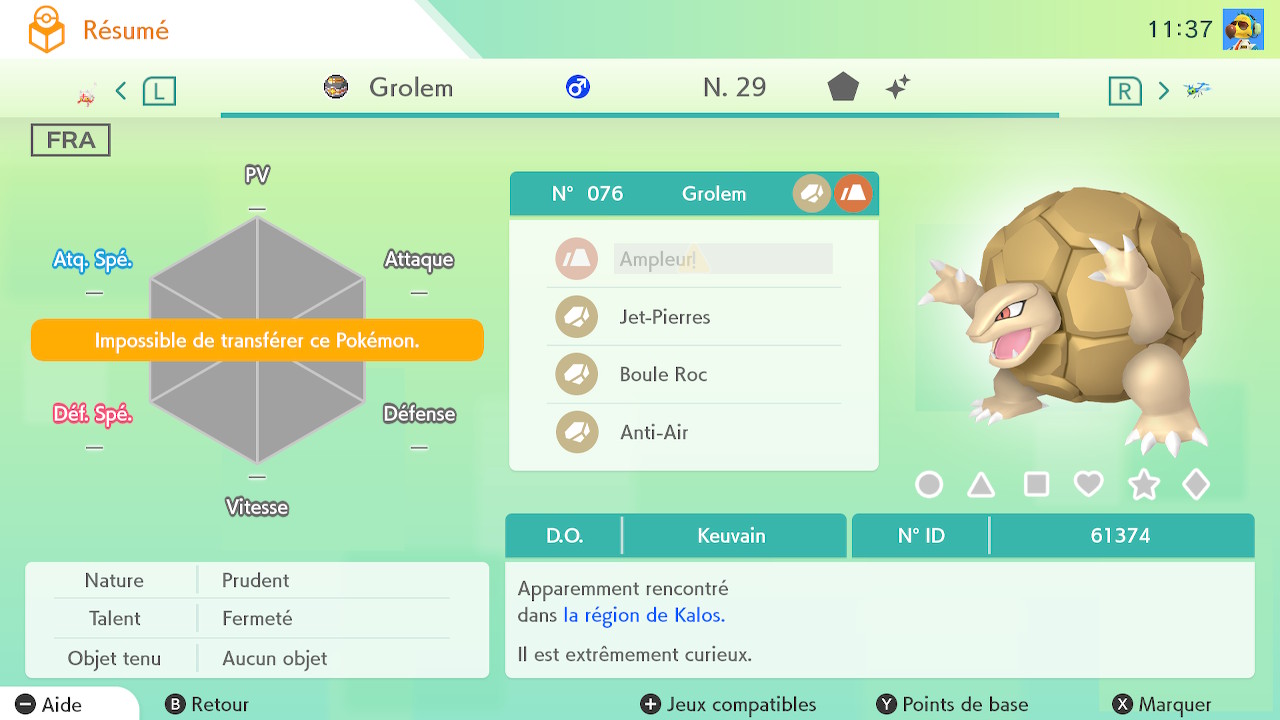 Résumé
11:37
L
Grolem
N. 29
R
FRA
PV
—
Atq. Spé.
—
Attaque
—
Impossible de transférer ce Pokémon.
Déf. Spé.
—
Défense
—
—
Vitesse
N° 076 Grolem
Ampleur
Jet-Pierres
Boule Roc
Anti-Air
D.O. Keuvain
N° ID 61374
Nature Prudent
Talent Fermeté
Objet tenu Aucun objet
Apparemment rencontré
dans la région de Kalos.
Il est extrêmement curieux.
Aide
B Retour
Jeux compatibles
Y Points de base
X Marquer